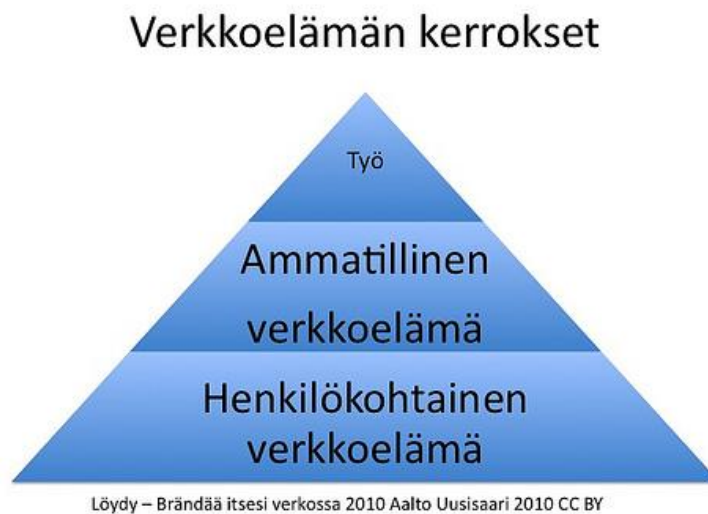 Verkkoelämän kerrokset
Työ
Ammatillinen
verkkoelämä
Henkilökohtainen
verkkoelämä
Löydy – Brändää itsesi verkossa 2010 Aalto Uusisaari 2010 CC BY